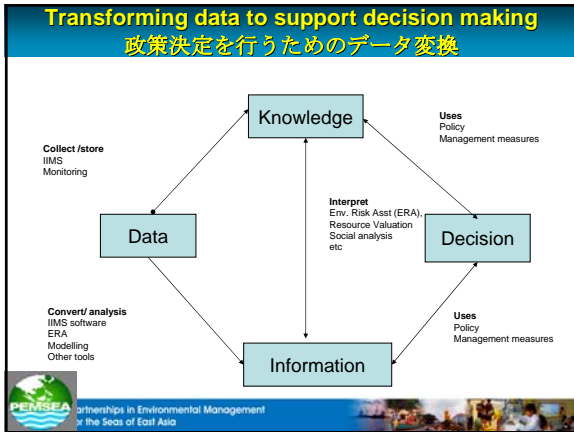 Transforming data to support decision making
政策決定を行うためのデータ変換
Knowledge
Uses
Policy
Management measures
Collect /store
IIMS
Monitoring
Interpret
Env. Risk Asst (ERA),
Resource Valuation
Social analysis
etc
Data
Decision
Convert/ analysis
IIMS software
ERA
Modelling
Other tools
Uses
Policy
Management measures
Information
PEMSEA
artnerships in Environmental Management
or the Seas of East Asia